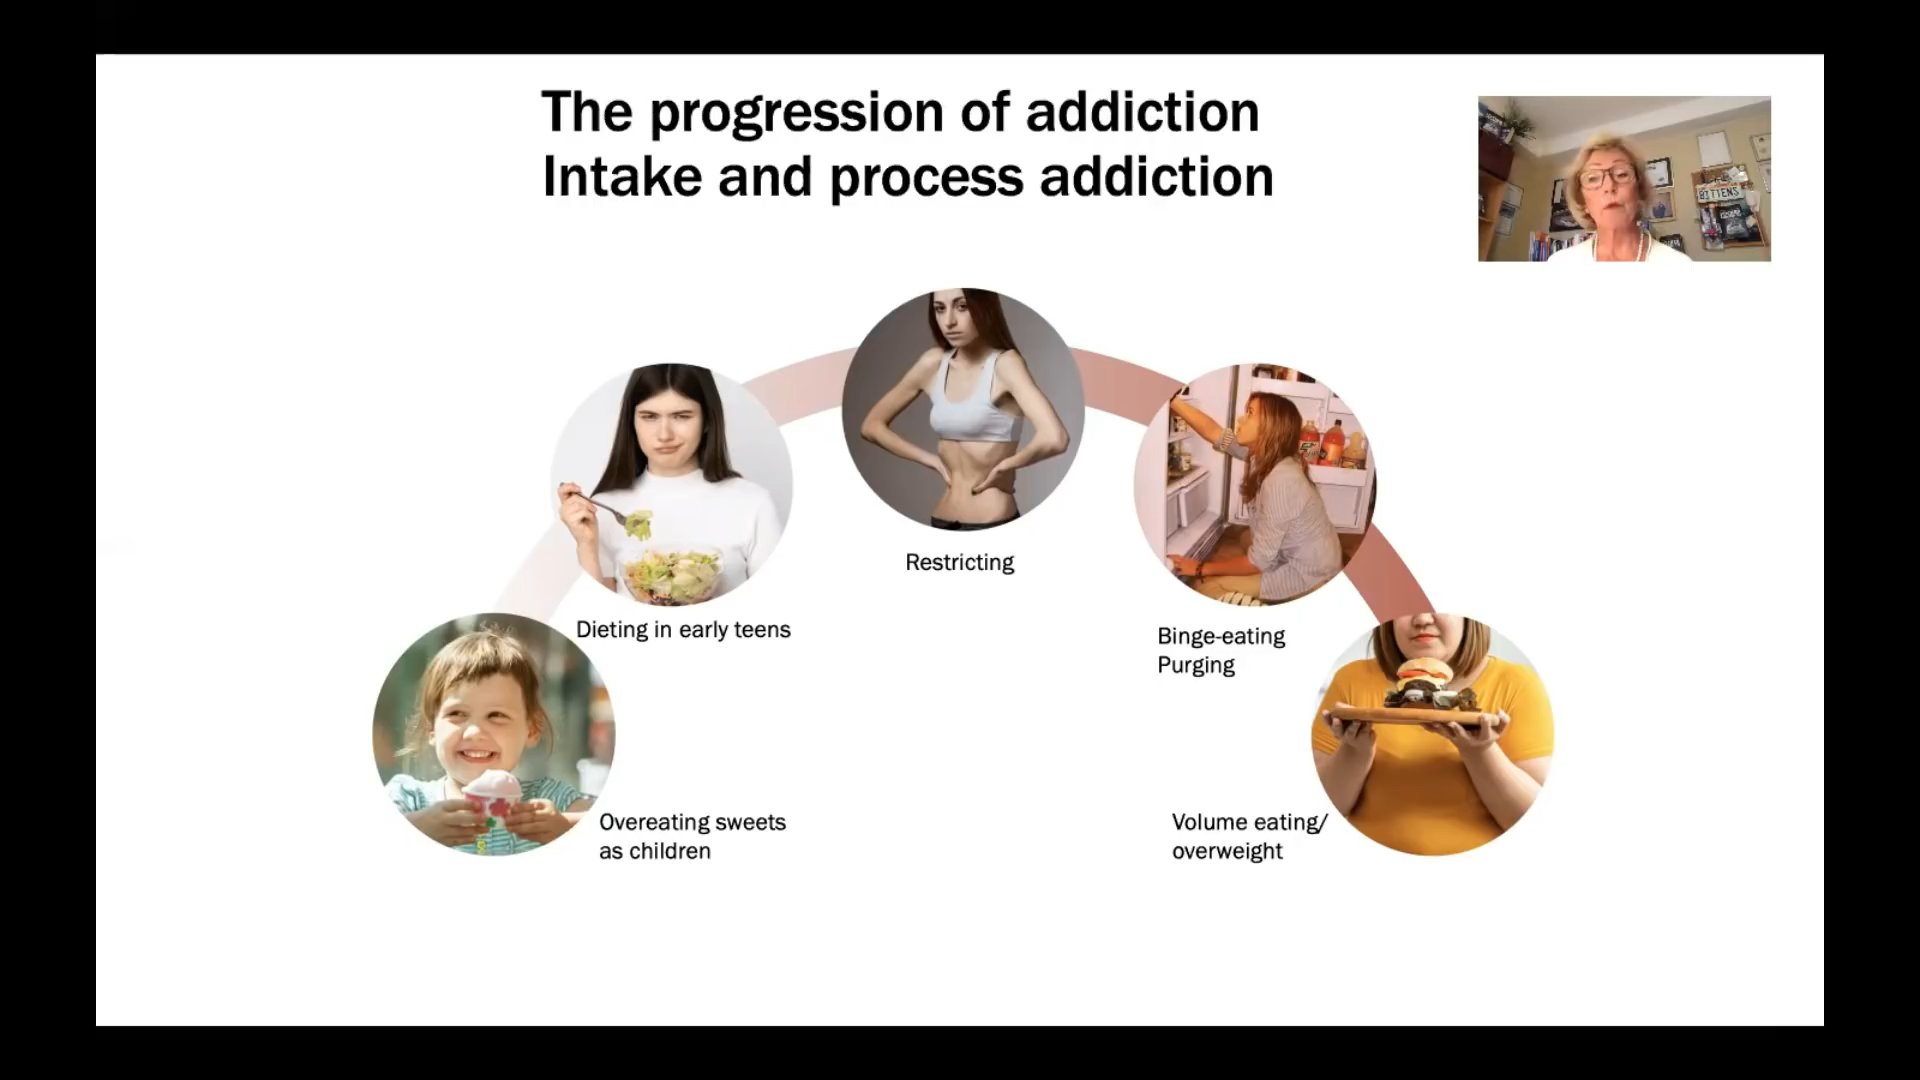 The progression of addiction
Intake and process addiction
BITTENS
Restricting
Dieting in early teens
Binge-eating
Purging
Overeating sweets
as children
Volume eating/
overweight